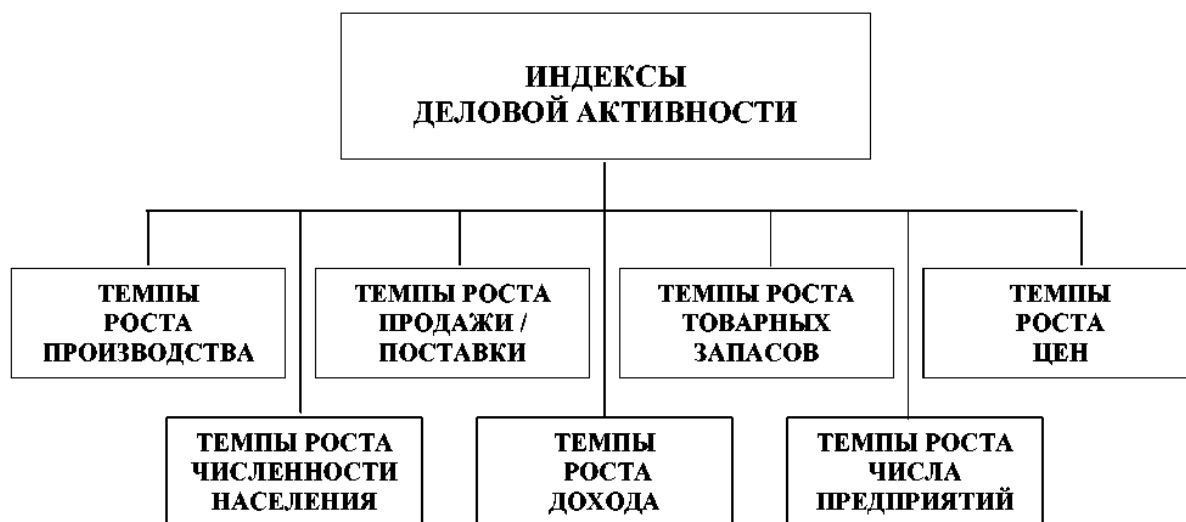 ИНДЕКСЫ
ДЕЛОВОЙ АКТИВНОСТИ
ТЕМПЫ
РОСТА
ПРОИЗВОДСТВА
ТЕМПЫ РОСТА
ПРОДАЖИ /
ПОСТАВКИ
ТЕМПЫ РОСТА
ТОВАРНЫХ
ЗАПАСОВ
ТЕМПЫ
РОСТА
ЦЕН
ТЕМПЫ РОСТА
ЧИСЛЕННОСТИ
НАСЕЛЕНИЯ
ТЕМПЫ
РОСТА
ДОХОДА
ТЕМПЫ РОСТА
ЧИСЛА
ПРЕДПРИЯТИЙ